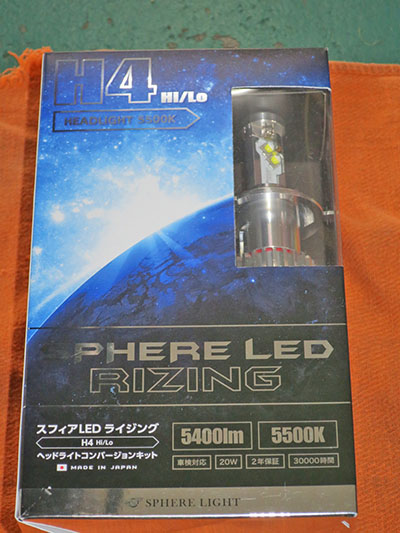 H4 Hi/Lo
HEADLIGHT 5500K
SPHERE LED
RIZING
スフィアLED ライジング
H4 Hi/Lo
ヘッドライトコンバージョンキット
MADE IN JAPAN
5400lm
5500K
車検対応
20W
2年保証
30000時間
SPHERE LIGHT